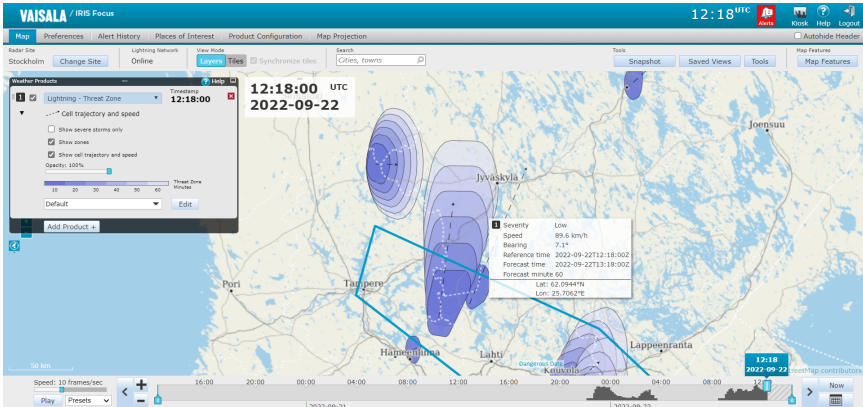 VAISALA / IRIS Focus
12:18 UTC
Alerts
Kiosk
Help
Logout
Map
Preferences
Alert History
Places of Interest
Product Configuration
Map Projection
Autohide Header
Radar Site
Stockholm
Change Site
Lightning Network
Online
View Mode
Layers
Tiles
Synchronize tiles
Search
Cities, towns
Tools
Snapshot
Saved Views
Tools
Map Features
Map Features
Weather Products
Help
1
Lightning - Threat Zone
Timestamp
12:18:00
Cell trajectory and speed
Show severe storms only
Show zones
Show cell trajectory and speed
Opacity: 100%
Threat Zone
Minutes
10 20 30 40 50 60
Default
Edit
Add Product +
12:18:00 UTC
2022-09-22
Joensuu
Jyväskylä
1
Severity Low
Speed 89.6 km/h
Bearing 7.1°
Reference time 2022-09-22T12:18:00Z
Forecast time 2022-09-22T13:18:00Z
Forecast minute 60
Lat: 62.0944°N
Lon: 25.7062°E
Pori
Tampere
Hämeenlinna
Lahti
Lappeenranta
Dangerous Data
Kouvola
50 km
12:18
2022-09-22
StreetMap contributors
Speed: 10 frames/sec
Play
Presets
16:00 20:00 00:00 04:00 08:00 12:00 16:00 20:00 00:00 04:00 08:00 12
2022-09-21
2022-09-22
Now